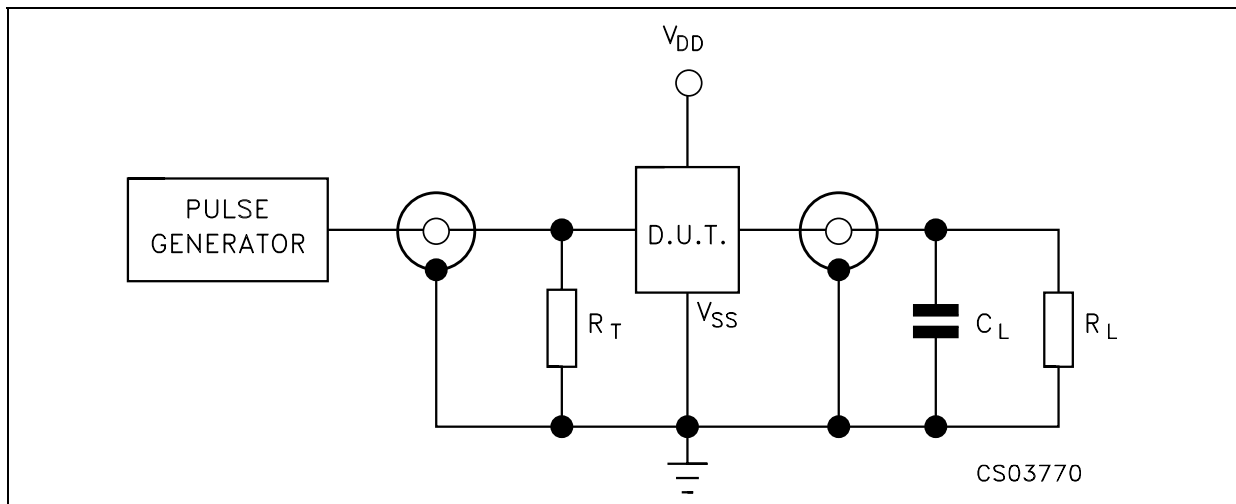 VDD
PULSE
GENERATOR
D.U.T.
VSS
RT
CL
RL
CS03770